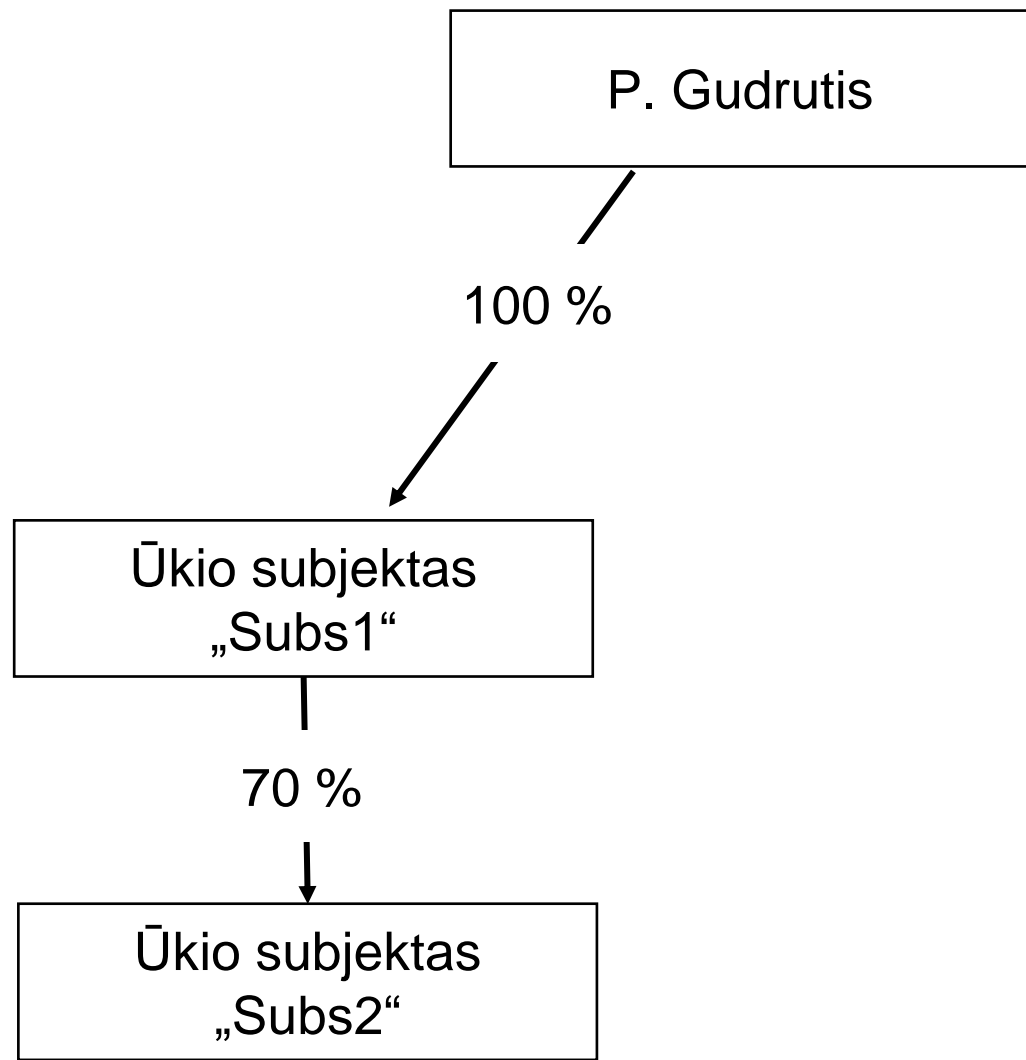 P. Gudrutis
100 %
Ūkio subjektas
„Subs1“
70 %
Ūkio subjektas
„Subs2“